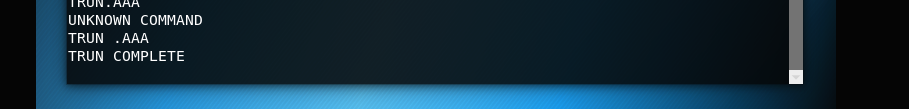 TRUN.AAA
UNKNOWN COMMAND
TRUN .AAA
TRUN COMPLETE